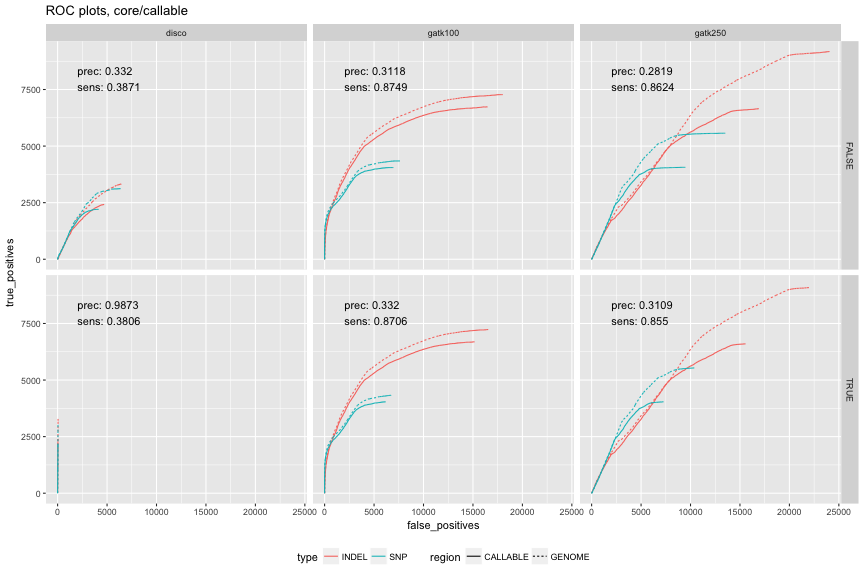 ROC plots, core/callable
disco gatk100 gatk250
prec: 0.332 prec: 0.3118 prec: 0.2819
sens: 0.3871 sens: 0.8749 sens: 0.8624
7500
5000
2500
0
FALSE
prec: 0.9873 prec: 0.332 prec: 0.3109
sens: 0.3806 sens: 0.8706 sens: 0.855
7500
5000
2500
0
TRUE
true_positives
0 5000 10000 15000 20000 25000 0 5000 10000 15000 20000 25000 0 5000 10000 15000 20000 25000
false_positives
type INDEL SNP region CALLABLE GENOME